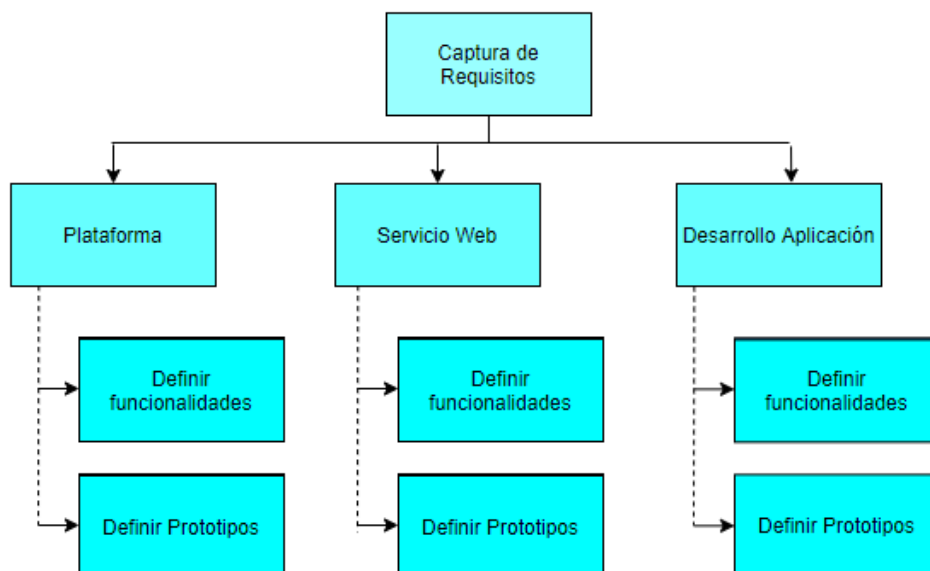 Captura de
Requisitos
Plataforma
Servicio Web
Desarrollo Aplicación
Definir
funcionalidades
Definir
funcionalidades
Definir
funcionalidades
Definir Prototipos
Definir Prototipos
Definir Prototipos